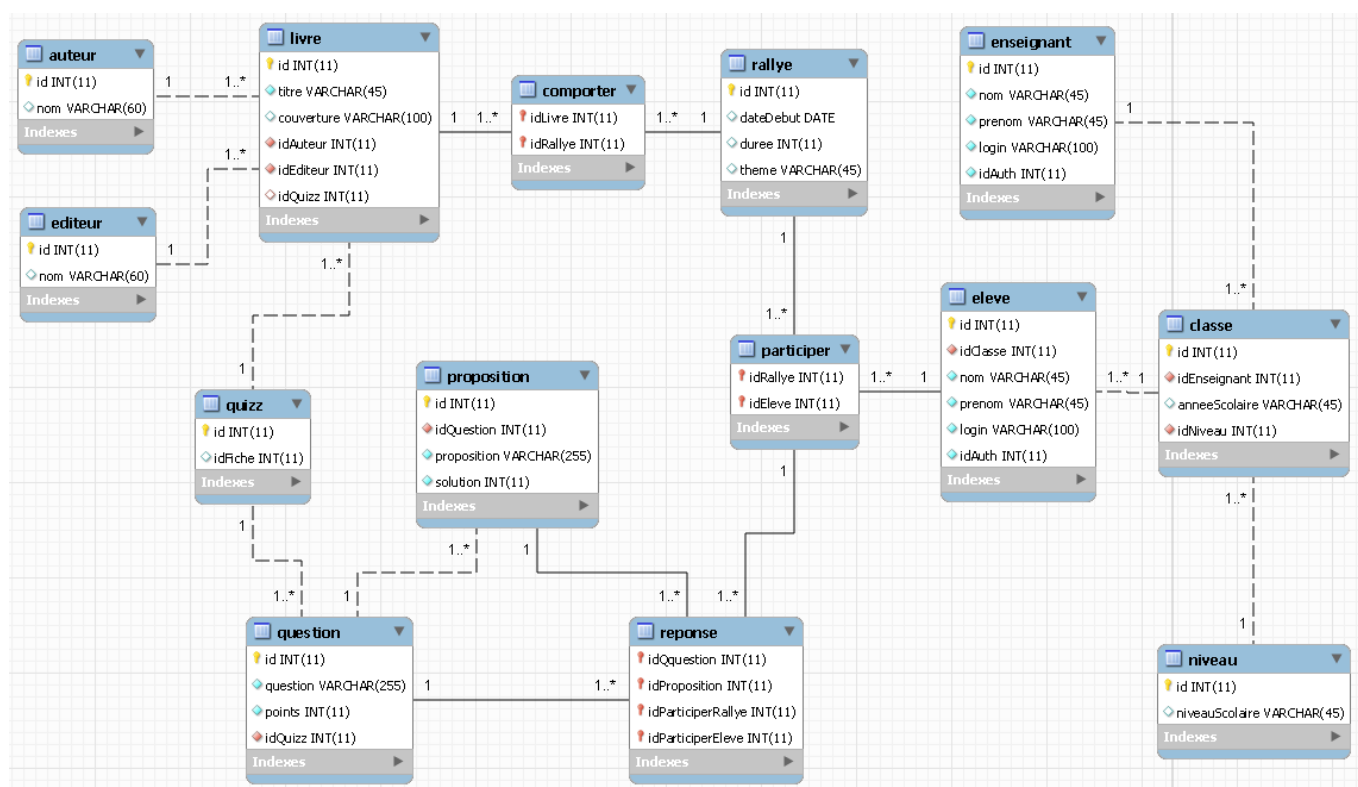 auteur
id INT(11)
nom VARCHAR(60)
Indexes
1
1..*
livre
id INT(11)
titre VARCHAR(45)
couverture VARCHAR(100)
idAuteur INT(11)
idEditeur INT(11)
idQuizz INT(11)
Indexes
1
1..*
comporter
idLivre INT(11)
idRallye INT(11)
Indexes
1..*
1
rallye
id INT(11)
dateDebut DATE
duree INT(11)
theme VARCHAR(45)
Indexes
enseignant
id INT(11)
nom VARCHAR(45)
prenom VARCHAR(45)
login VARCHAR(100)
idAuth INT(11)
Indexes
1
editeur
id INT(11)
nom VARCHAR(60)
Indexes
1
1..*
1..*
1
1
1..*
participer
idRallye INT(11)
idEleve INT(11)
Indexes
1..*
1
eleve
id INT(11)
idClasse INT(11)
nom VARCHAR(45)
prenom VARCHAR(45)
login VARCHAR(100)
idAuth INT(11)
Indexes
1..*
1
1..*
classe
id INT(11)
idEnseignant INT(11)
anneeScolaire VARCHAR(45)
idNiveau INT(11)
Indexes
quizz
id INT(11)
idFiche INT(11)
Indexes
1
1..*
proposition
id INT(11)
idQuestion INT(11)
proposition VARCHAR(255)
solution INT(11)
Indexes
1..*
1
1
1..*
1
1..*
question
id INT(11)
question VARCHAR(255)
points INT(11)
idQuizz INT(11)
Indexes
1
1..*
reponse
idQquestion INT(11)
idProposition INT(11)
idParticiperRallye INT(11)
idParticiperEleve INT(11)
Indexes
1..*
1
niveau
id INT(11)
niveauScolaire VARCHAR(45)
Indexes